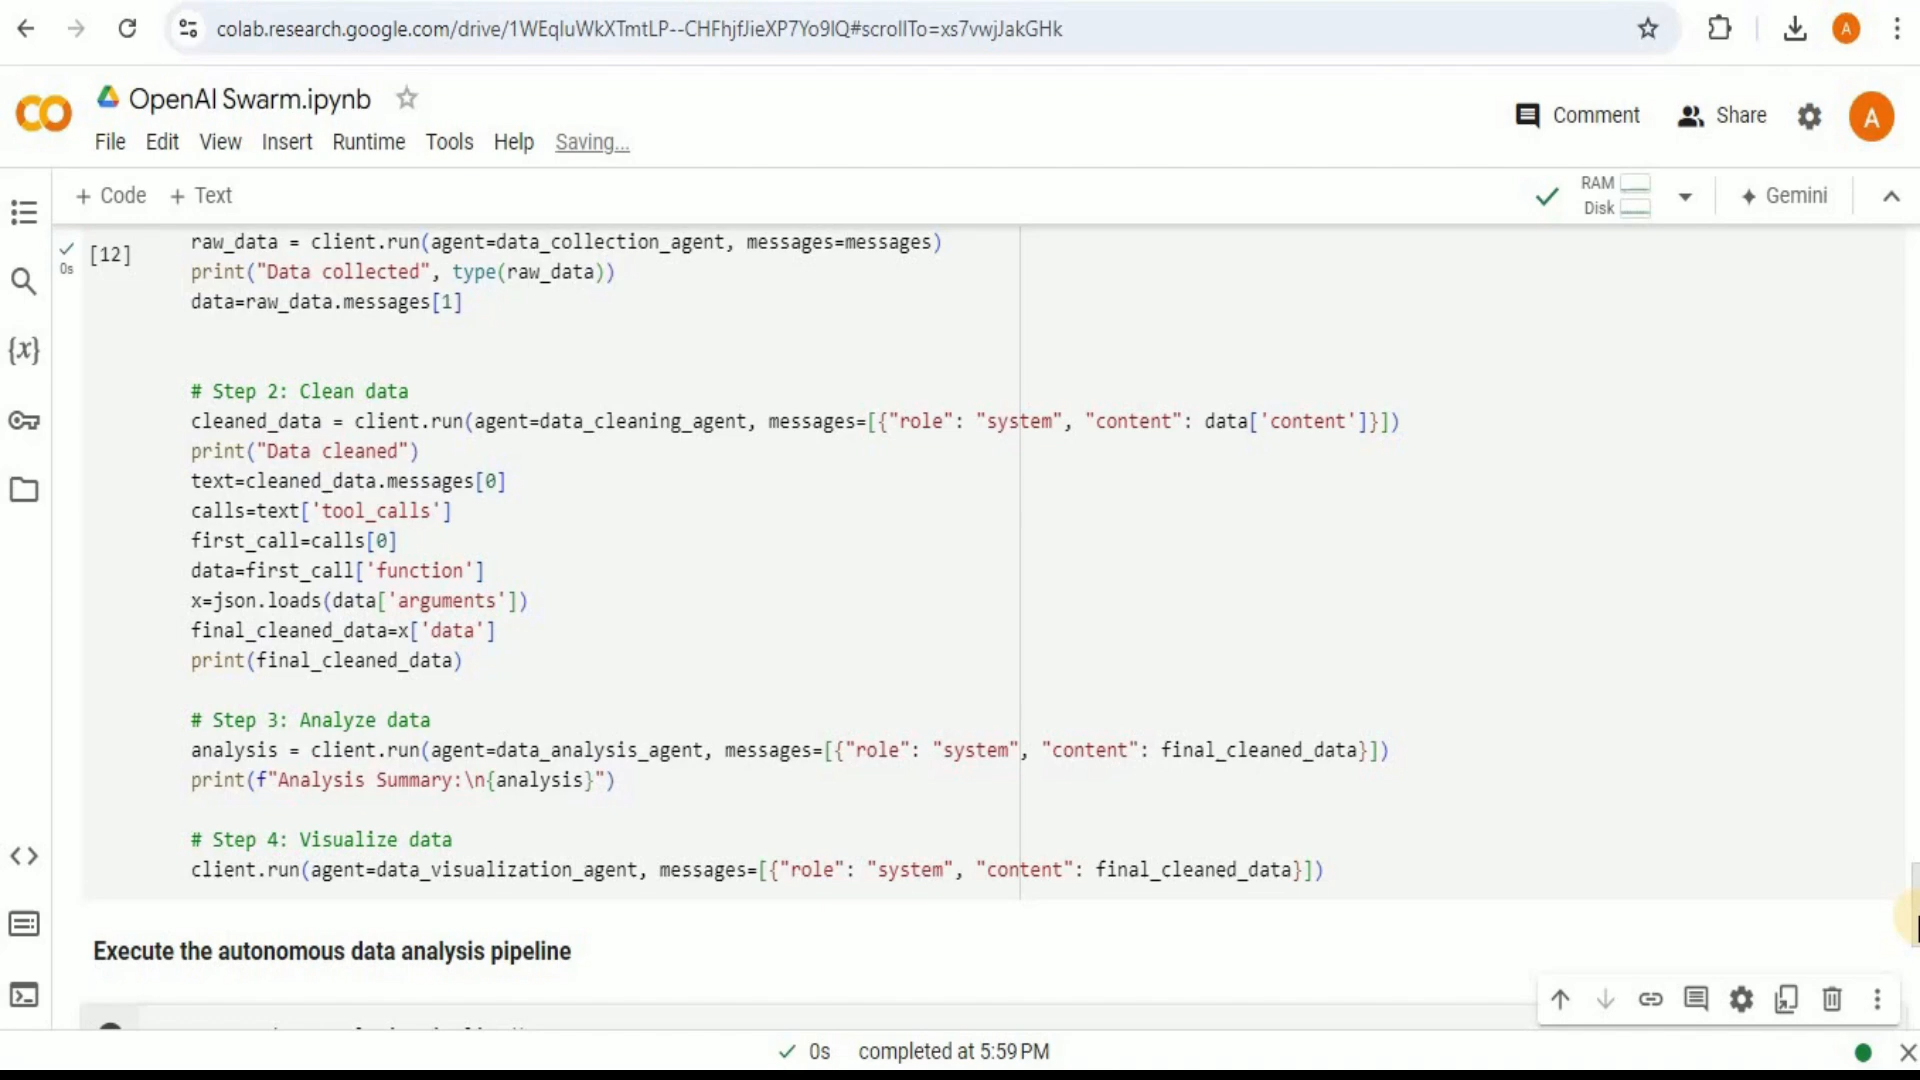 colab.research.google.com/drive/1WEqluWkXTmtLP--CHFhjfJieXP7Yo9lQ#scrollTo=xs7vwjJakGHk
A
OpenAI Swarm.ipynb
Comment
Share
A
File Edit View Insert Runtime Tools Help Saving...
+ Code + Text
RAM
Disk
Gemini
[12]
0s
raw_data = client.run(agent=data_collection_agent, messages=messages)
print("Data collected", type(raw_data))
data=raw_data.messages[1]
# Step 2: Clean data
cleaned_data = client.run(agent=data_cleaning_agent, messages=[{"role": "system", "content": data['content']}])
print("Data cleaned")
text=cleaned_data.messages[0]
calls=text['tool_calls']
first_call=calls[0]
data=first_call['function']
x=json.loads(data['arguments'])
final_cleaned_data=x['data']
print(final_cleaned_data)
# Step 3: Analyze data
analysis = client.run(agent=data_analysis_agent, messages=[{"role": "system", "content": final_cleaned_data}])
print(f"Analysis Summary:\n{analysis}")
# Step 4: Visualize data
client.run(agent=data_visualization_agent, messages=[{"role": "system", "content": final_cleaned_data}])
Execute the autonomous data analysis pipeline
0s completed at 5:59 PM